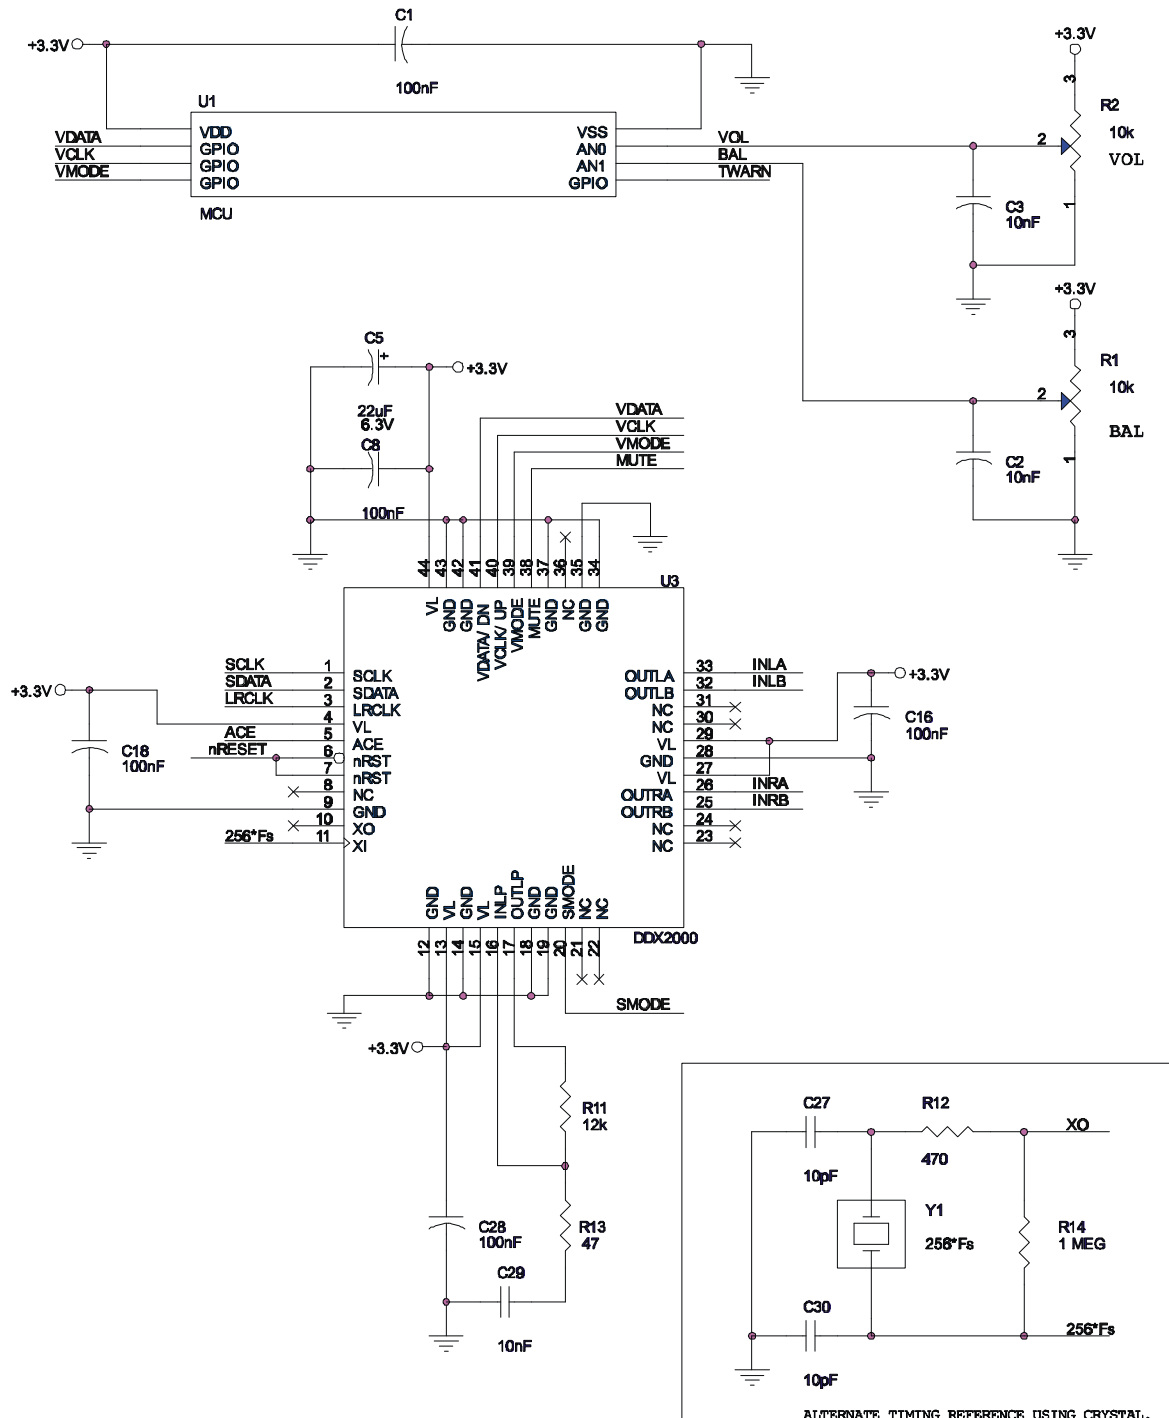 C1
+3.3V
100nF
+3.3V
U1
3
R2
10k
VOL
VDATA
VCLK
VMODE
VDD
GPIO
GPIO
GPIO
VSS
AN0
AN1
GPIO
VOL
BAL
TWARN
2
MCU
1
C3
10nF
+3.3V
3
R1
10k
BAL
2
1
C2
10nF
C5
+
+3.3V
22uF
6.3V
C8
100nF
VDATA
VCLK
VMODE
MUTE
44 43 42 41 40 39 38 37 36 35 34
U3
VL GND GND VDATA/ DN VCLK/ UP VMODE MUTE GND NC GND GND
SCLK 1 SCLK
SDATA 2 SDATA
LRCLK 3 LRCLK
+3.3V
4 VL
ACE 5 ACE
nRESET 6 nRST
7 nRST
8 NC
9 GND
10 XO
256*Fs 11 XI
C18
100nF
OUTLA 33 INLA
OUTLB 32 INLB
NC 31
NC 30
VL 29
GND 28
VL 27
OUTRA 26 INRA
OUTRB 25 INRB
NC 24
NC 23
+3.3V
C16
100nF
GND VL GND VL INLP OUTLP GND GND SMODE NC NC
DDX2000
12 13 14 15 16 17 18 19 20 21 22
SMODE
+3.3V
R11
12k
C28
100nF
R13
47
C29
10nF
C27
10pF
R12
470
XO
Y1
256*Fs
R14
1 MEG
C30
10pF
256*Fs
ALTERNATE TIMING REFERENCE USING CRYSTAL.